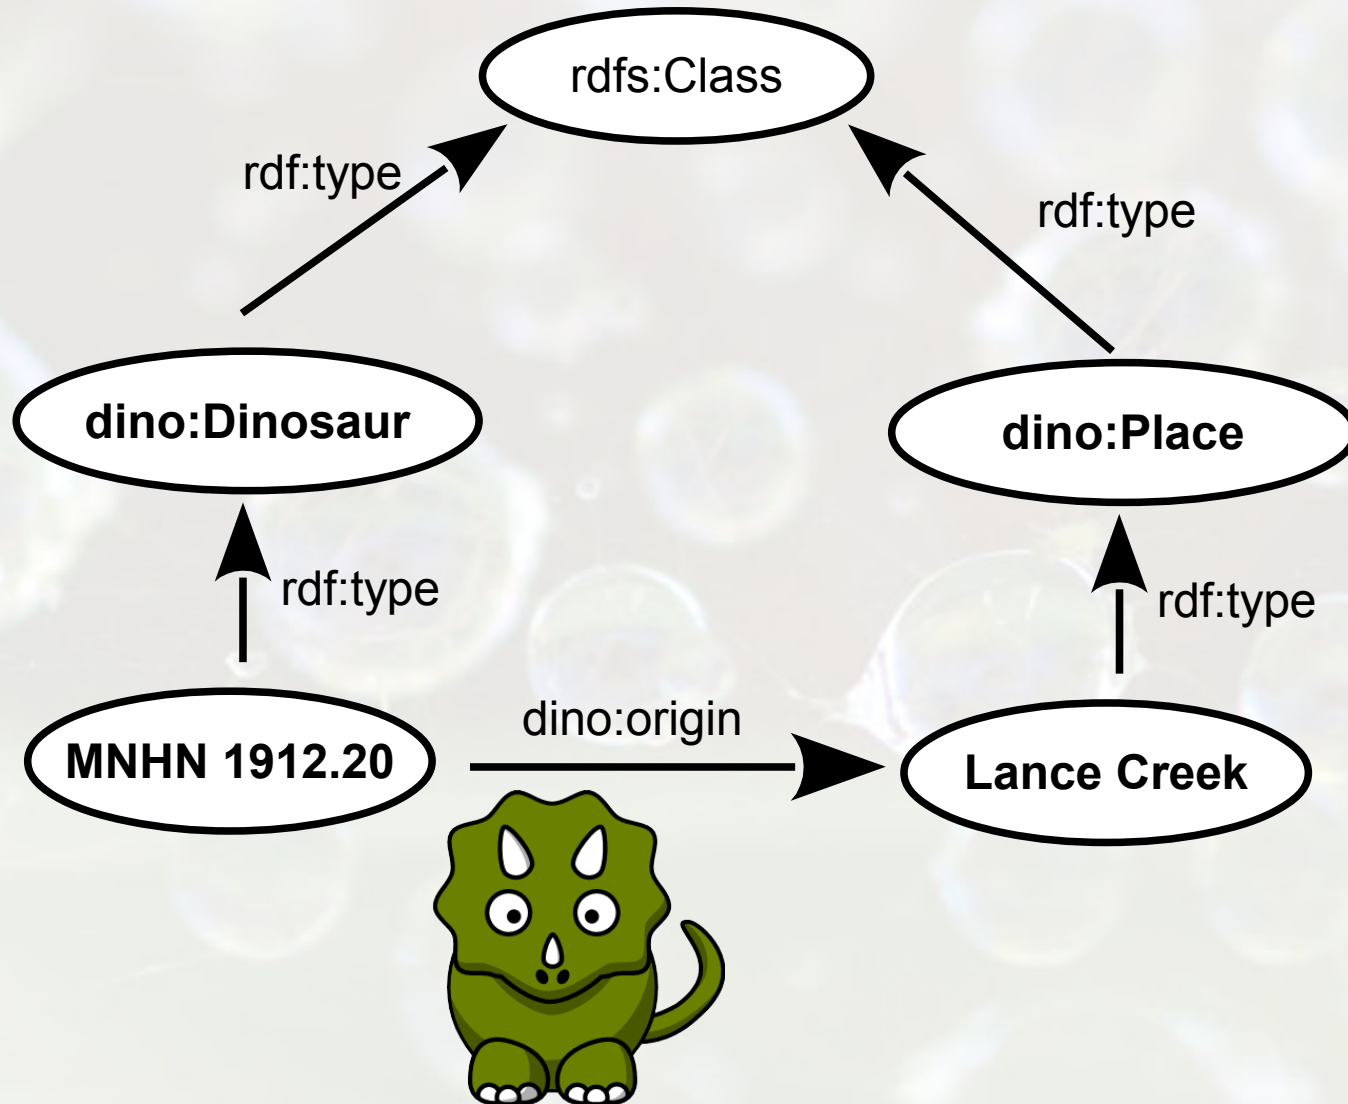 rdfs:Class
rdf:type
rdf:type
dino:Dinosaur
dino:Place
rdf:type
rdf:type
MNHN 1912.20
dino:origin
Lance Creek